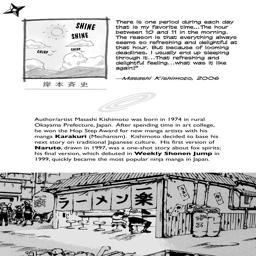 SHINE
SHINE
SHINE
SHINE
There is one period during each day
that is my favorite time...The hour
between 10 and 11 in the morning.
The reason is that everything always
seems so refreshing and delightful at
that hour. But because of looming
deadlines, I usually end up sleeping
through it...That refreshing and
delightful feeling...what was it like
again?"
—Masashi Kishimoto, 2006
岸本斉史
Author/artist Masashi Kishimoto was born in 1974 in rural
Okayama Prefecture, Japan. After spending time in art college,
he won the Hop Step Award for new manga artists with his
manga Karakuri (Mechanism). Kishimoto decided to base his
next story on traditional Japanese culture. His first version of
Naruto, drawn in 1997, was a one-shot story about fox spirits;
his final version, which debuted in Weekly Shonen Jump in
1999, quickly became the most popular ninja manga in Japan.
ラーメン一楽